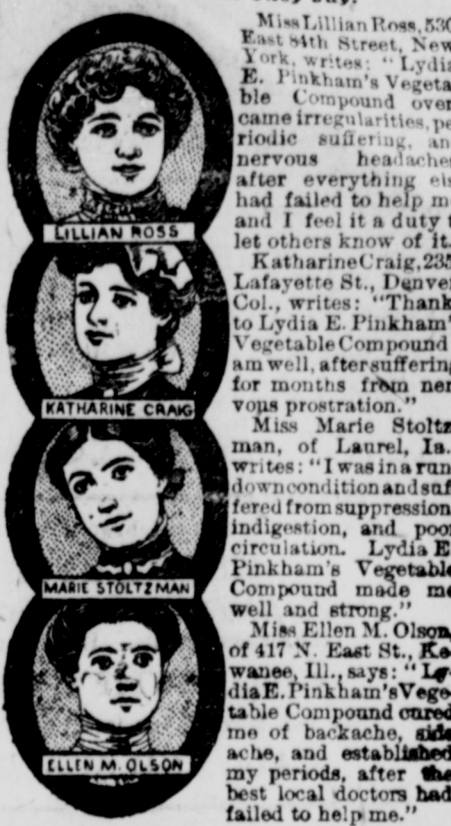 Miss Lillian Ross, 530
East 84th Street, New
York, writes: "Lydia
E. Pinkham's Vegeta
ble Compound over
came irregularities, pe
riodic suffering, an
nervous headache
after everything els
had failed to help m
and I feel it a duty t
let others know of it.
LILLIAN ROSS
Katharine Craig, 235
Lafayette St., Denve
Col., writes: "Thank
to Lydia E. Pinkham'
Vegetable Compound
am well, after suffering
for months from ner
vous prostration."
KATHARINE CRAIG
Miss Marie Stoltz
man, of Laurel, Ia.
writes: "I was in a run
down condition and suf
fered from suppression
indigestion, and poor
circulation. Lydia E
Pinkham's Vegetable
Compound made me
well and strong."
MARIE STOLTZMAN
Miss Ellen M. Olson,
of 417 N. East St., Ke
wanee, Ill., says: "Ly
dia E. Pinkham's Vege
table Compound cured
me of backache, side
ache, and established
my periods, after the
best local doctors had
failed to help me."
ELLEN M. OLSON